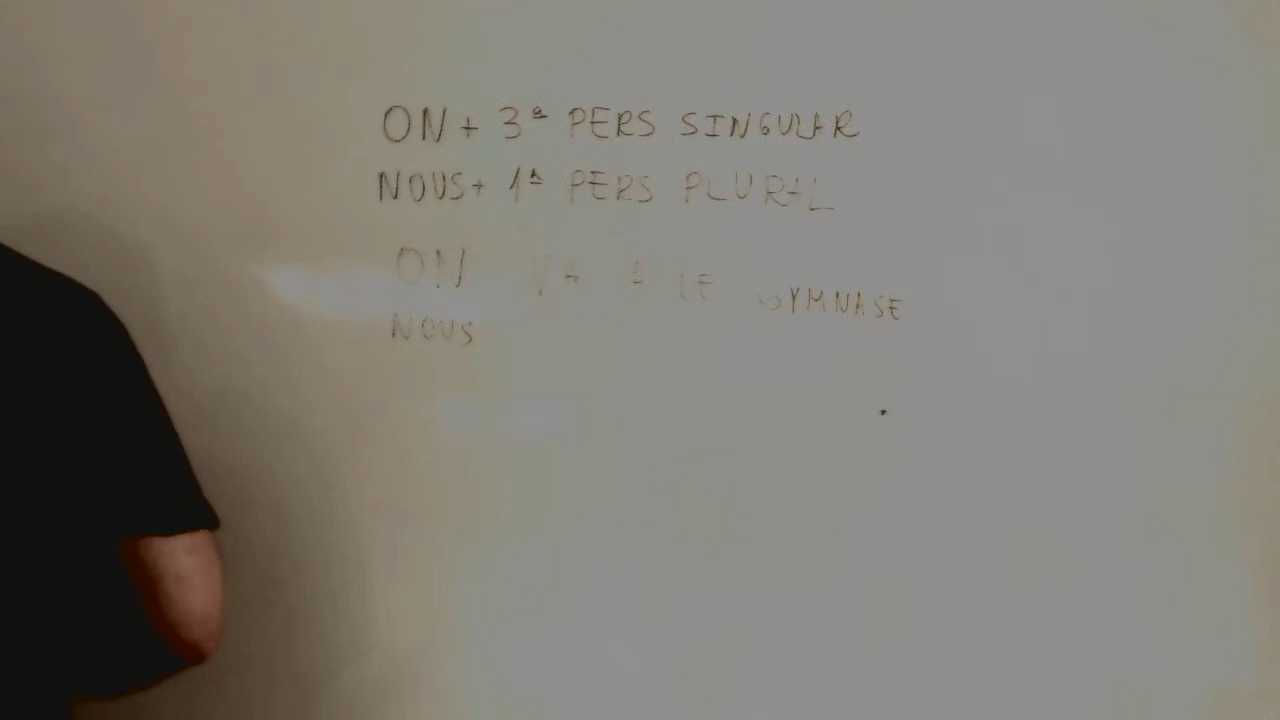 ON + 3ª PERS SINGULAR
NOUS + 1ª PERS PLURAL
ON VA A LE GYMNASE
NOUS